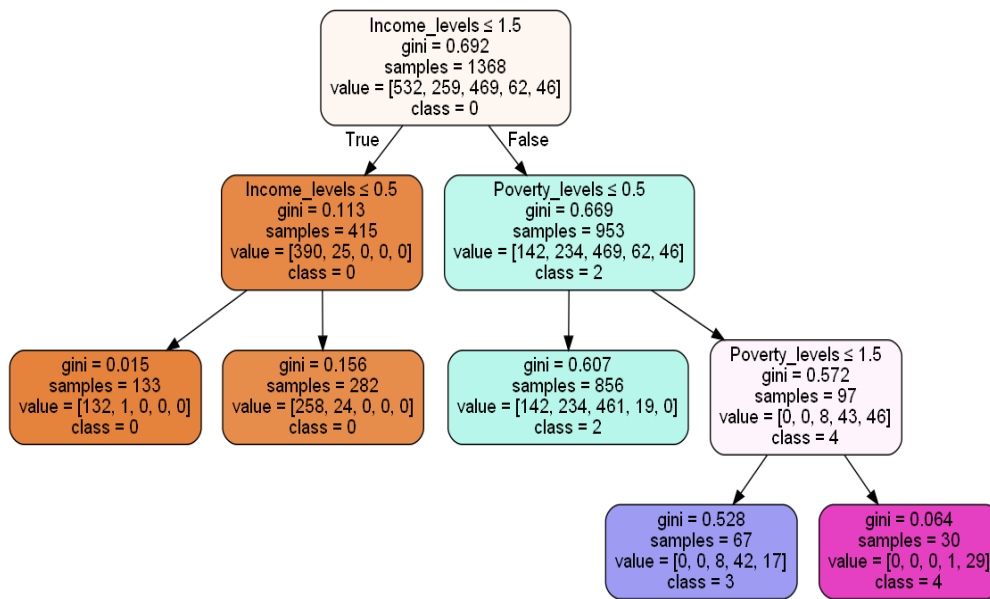 Income_levels ≤ 1.5
gini = 0.692
samples = 1368
value = [532, 259, 469, 62, 46]
class = 0
True
False
Income_levels ≤ 0.5
gini = 0.113
samples = 415
value = [390, 25, 0, 0, 0]
class = 0
Poverty_levels ≤ 0.5
gini = 0.669
samples = 953
value = [142, 234, 469, 62, 46]
class = 2
gini = 0.015
samples = 133
value = [132, 1, 0, 0, 0]
class = 0
gini = 0.156
samples = 282
value = [258, 24, 0, 0, 0]
class = 0
gini = 0.607
samples = 856
value = [142, 234, 461, 19, 0]
class = 2
Poverty_levels ≤ 1.5
gini = 0.572
samples = 97
value = [0, 0, 8, 43, 46]
class = 4
gini = 0.528
samples = 67
value = [0, 0, 8, 42, 17]
class = 3
gini = 0.064
samples = 30
value = [0, 0, 0, 1, 29]
class = 4